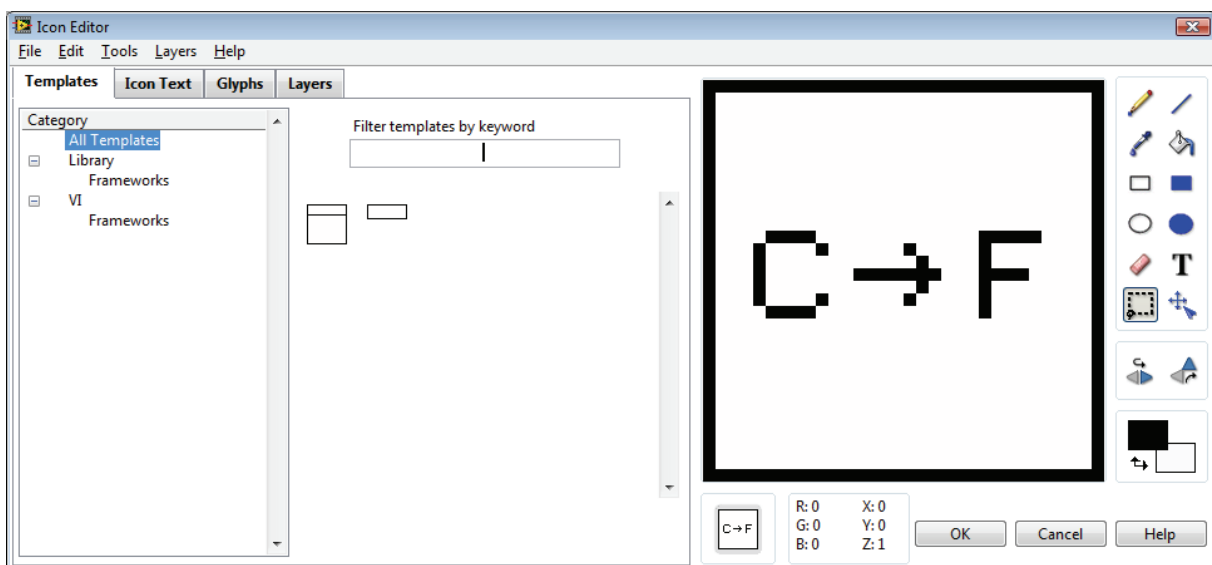 Icon Editor
File Edit Tools Layers Help
Templates Icon Text Glyphs Layers
Category
All Templates
Library
Frameworks
VI
Frameworks
Filter templates by keyword
C→F
T
C→F
R: 0 X: 0
G: 0 Y: 0
B: 0 Z: 1
OK Cancel Help